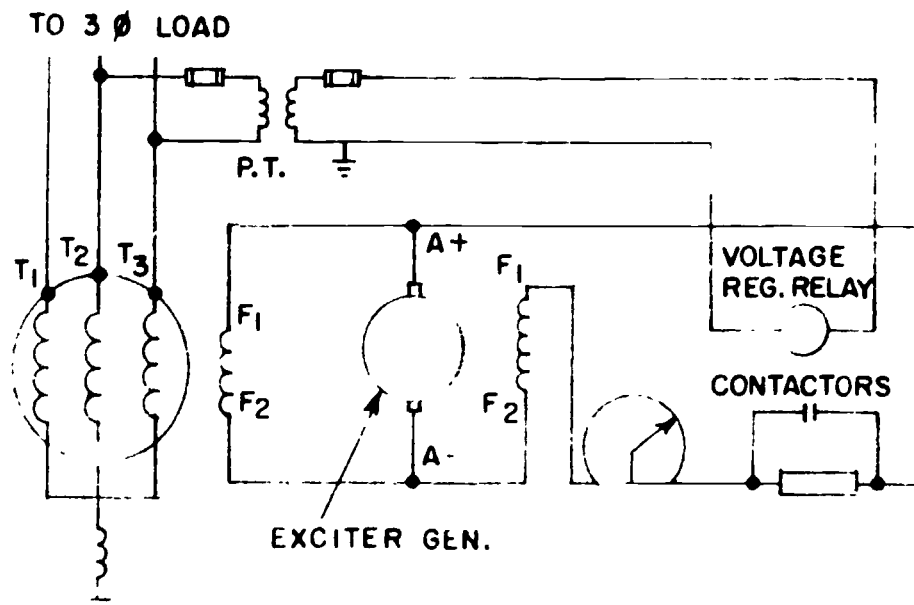 TO 3 Ø LOAD
P.T.
T1
T2
T3
A+
F1
VOLTAGE
REG. RELAY
F1
F2
F2
CONTACTORS
A-
EXCITER GEN.